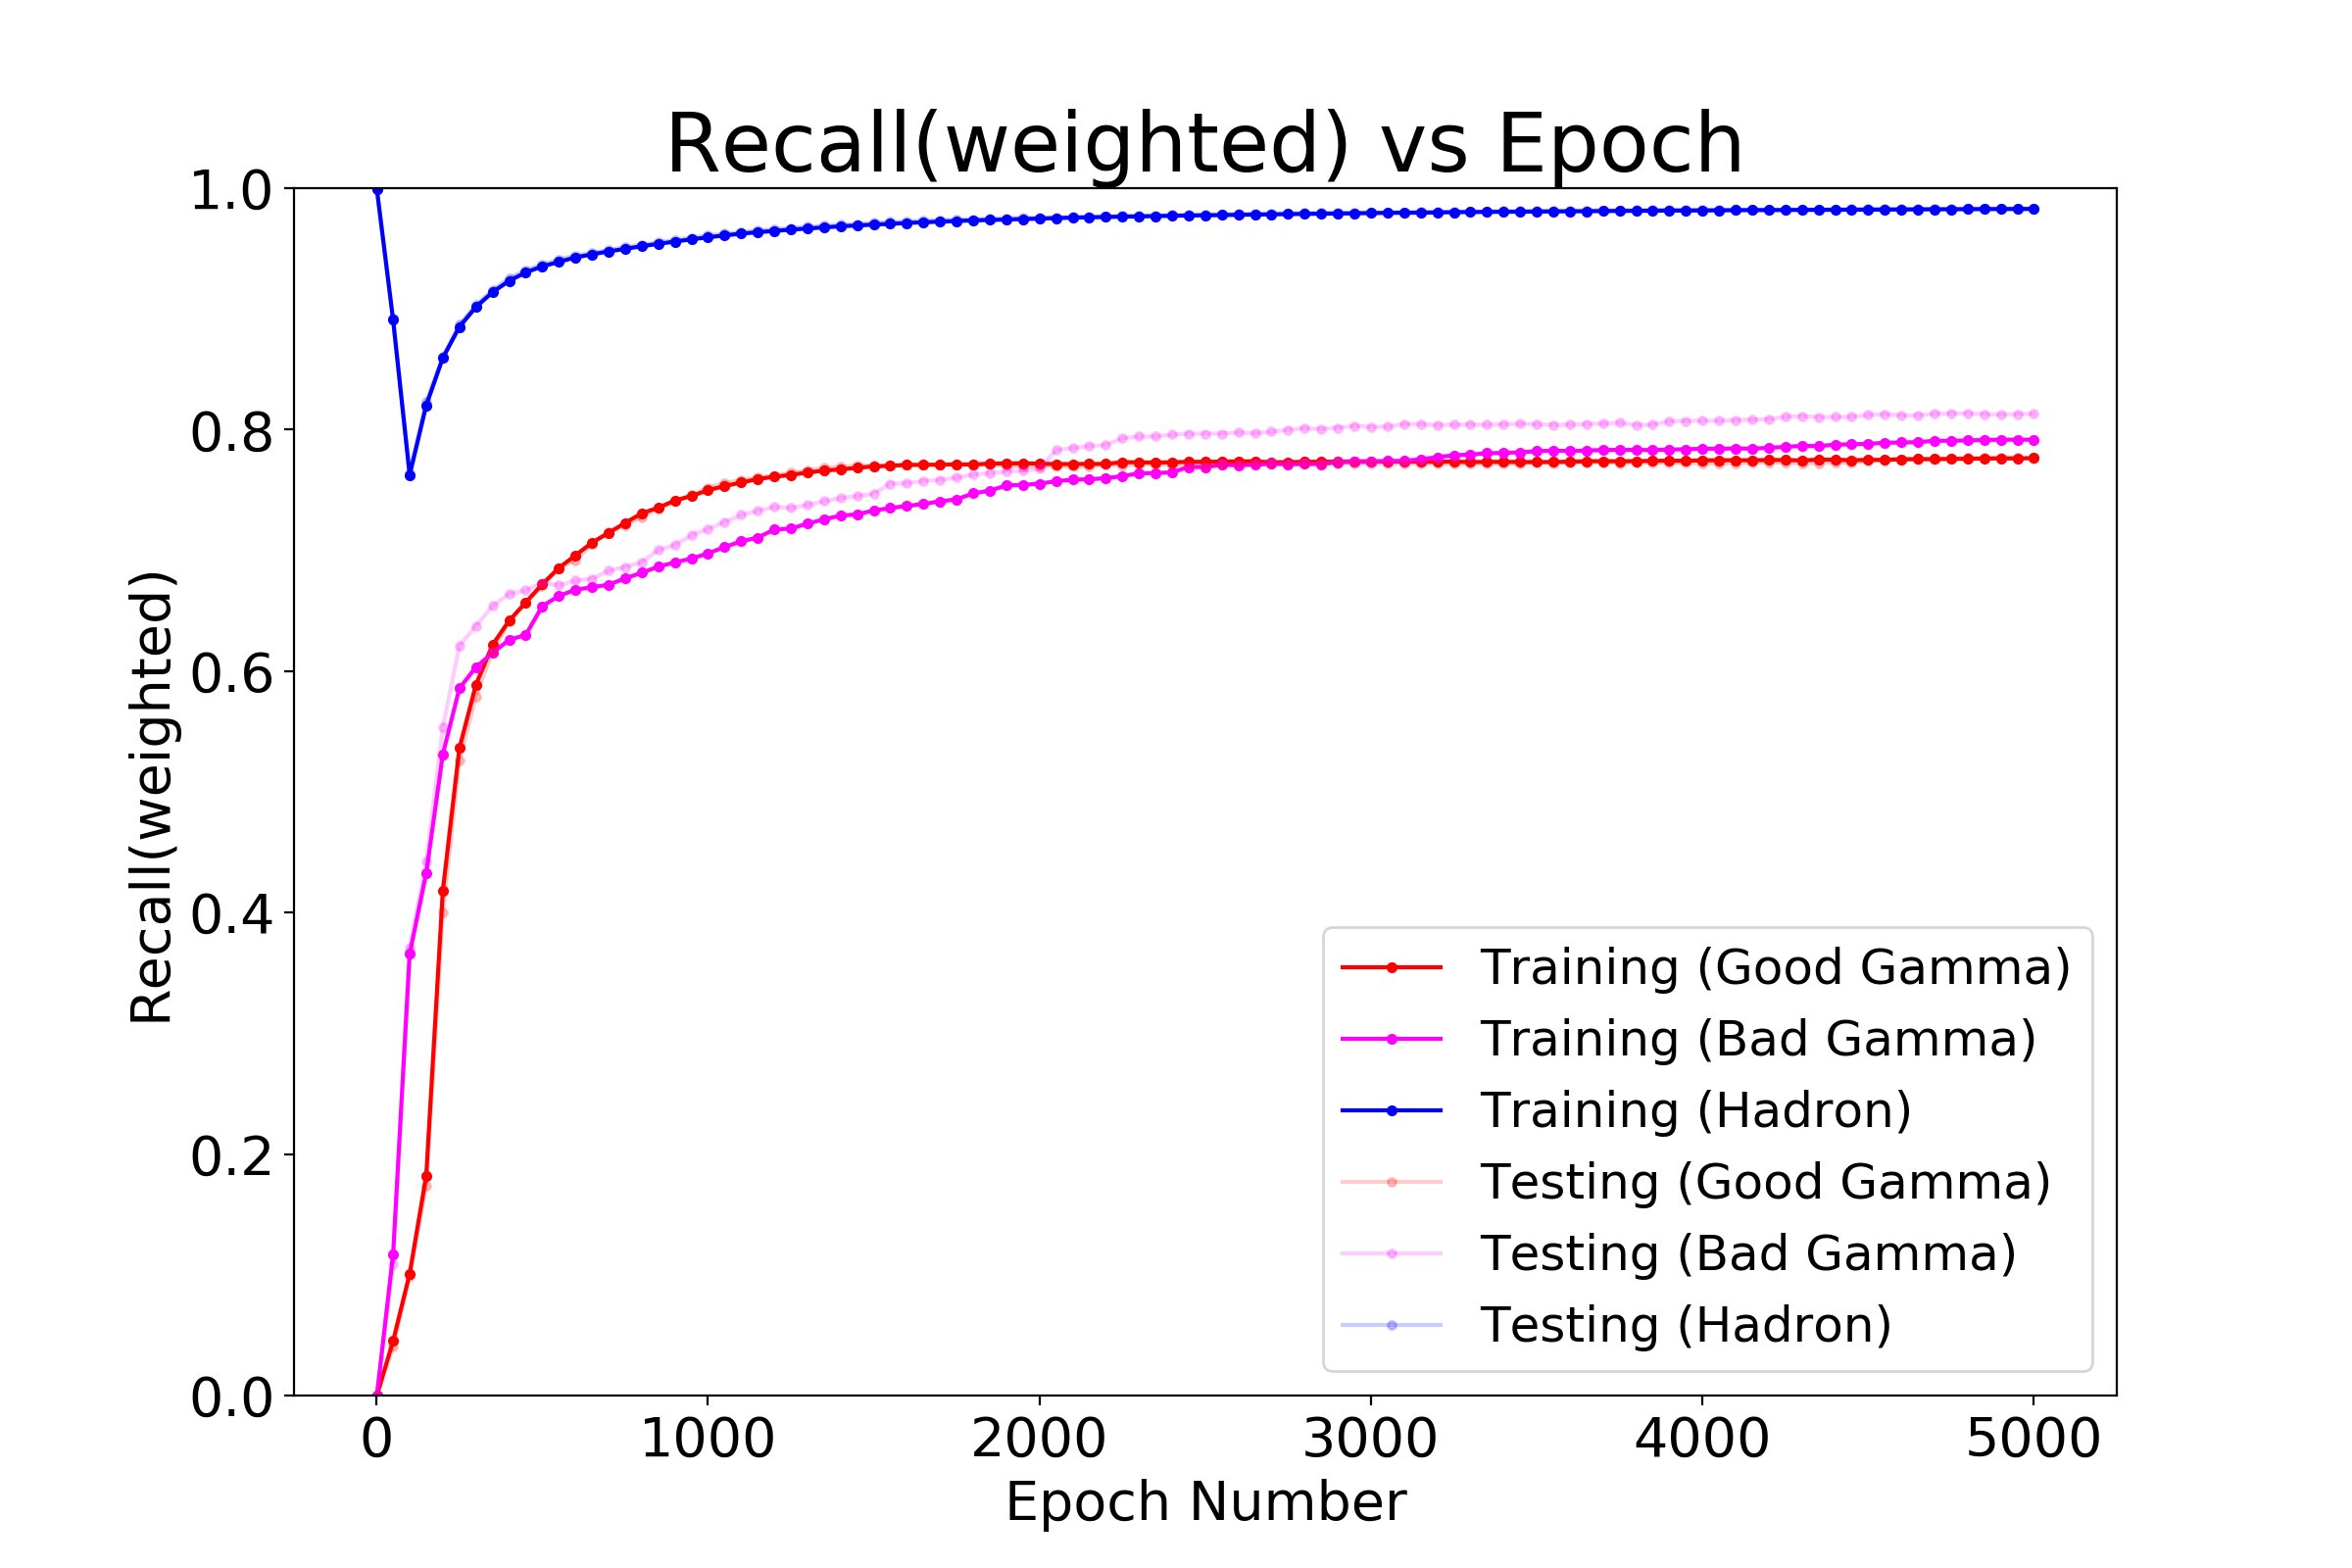 Recall(weighted) vs Epoch
1.0
0.8
0.6
0.4
0.2
0.0
Recall(weighted)
Training (Good Gamma)
Training (Bad Gamma)
Training (Hadron)
Testing (Good Gamma)
Testing (Bad Gamma)
Testing (Hadron)
0 1000 2000 3000 4000 5000
Epoch Number